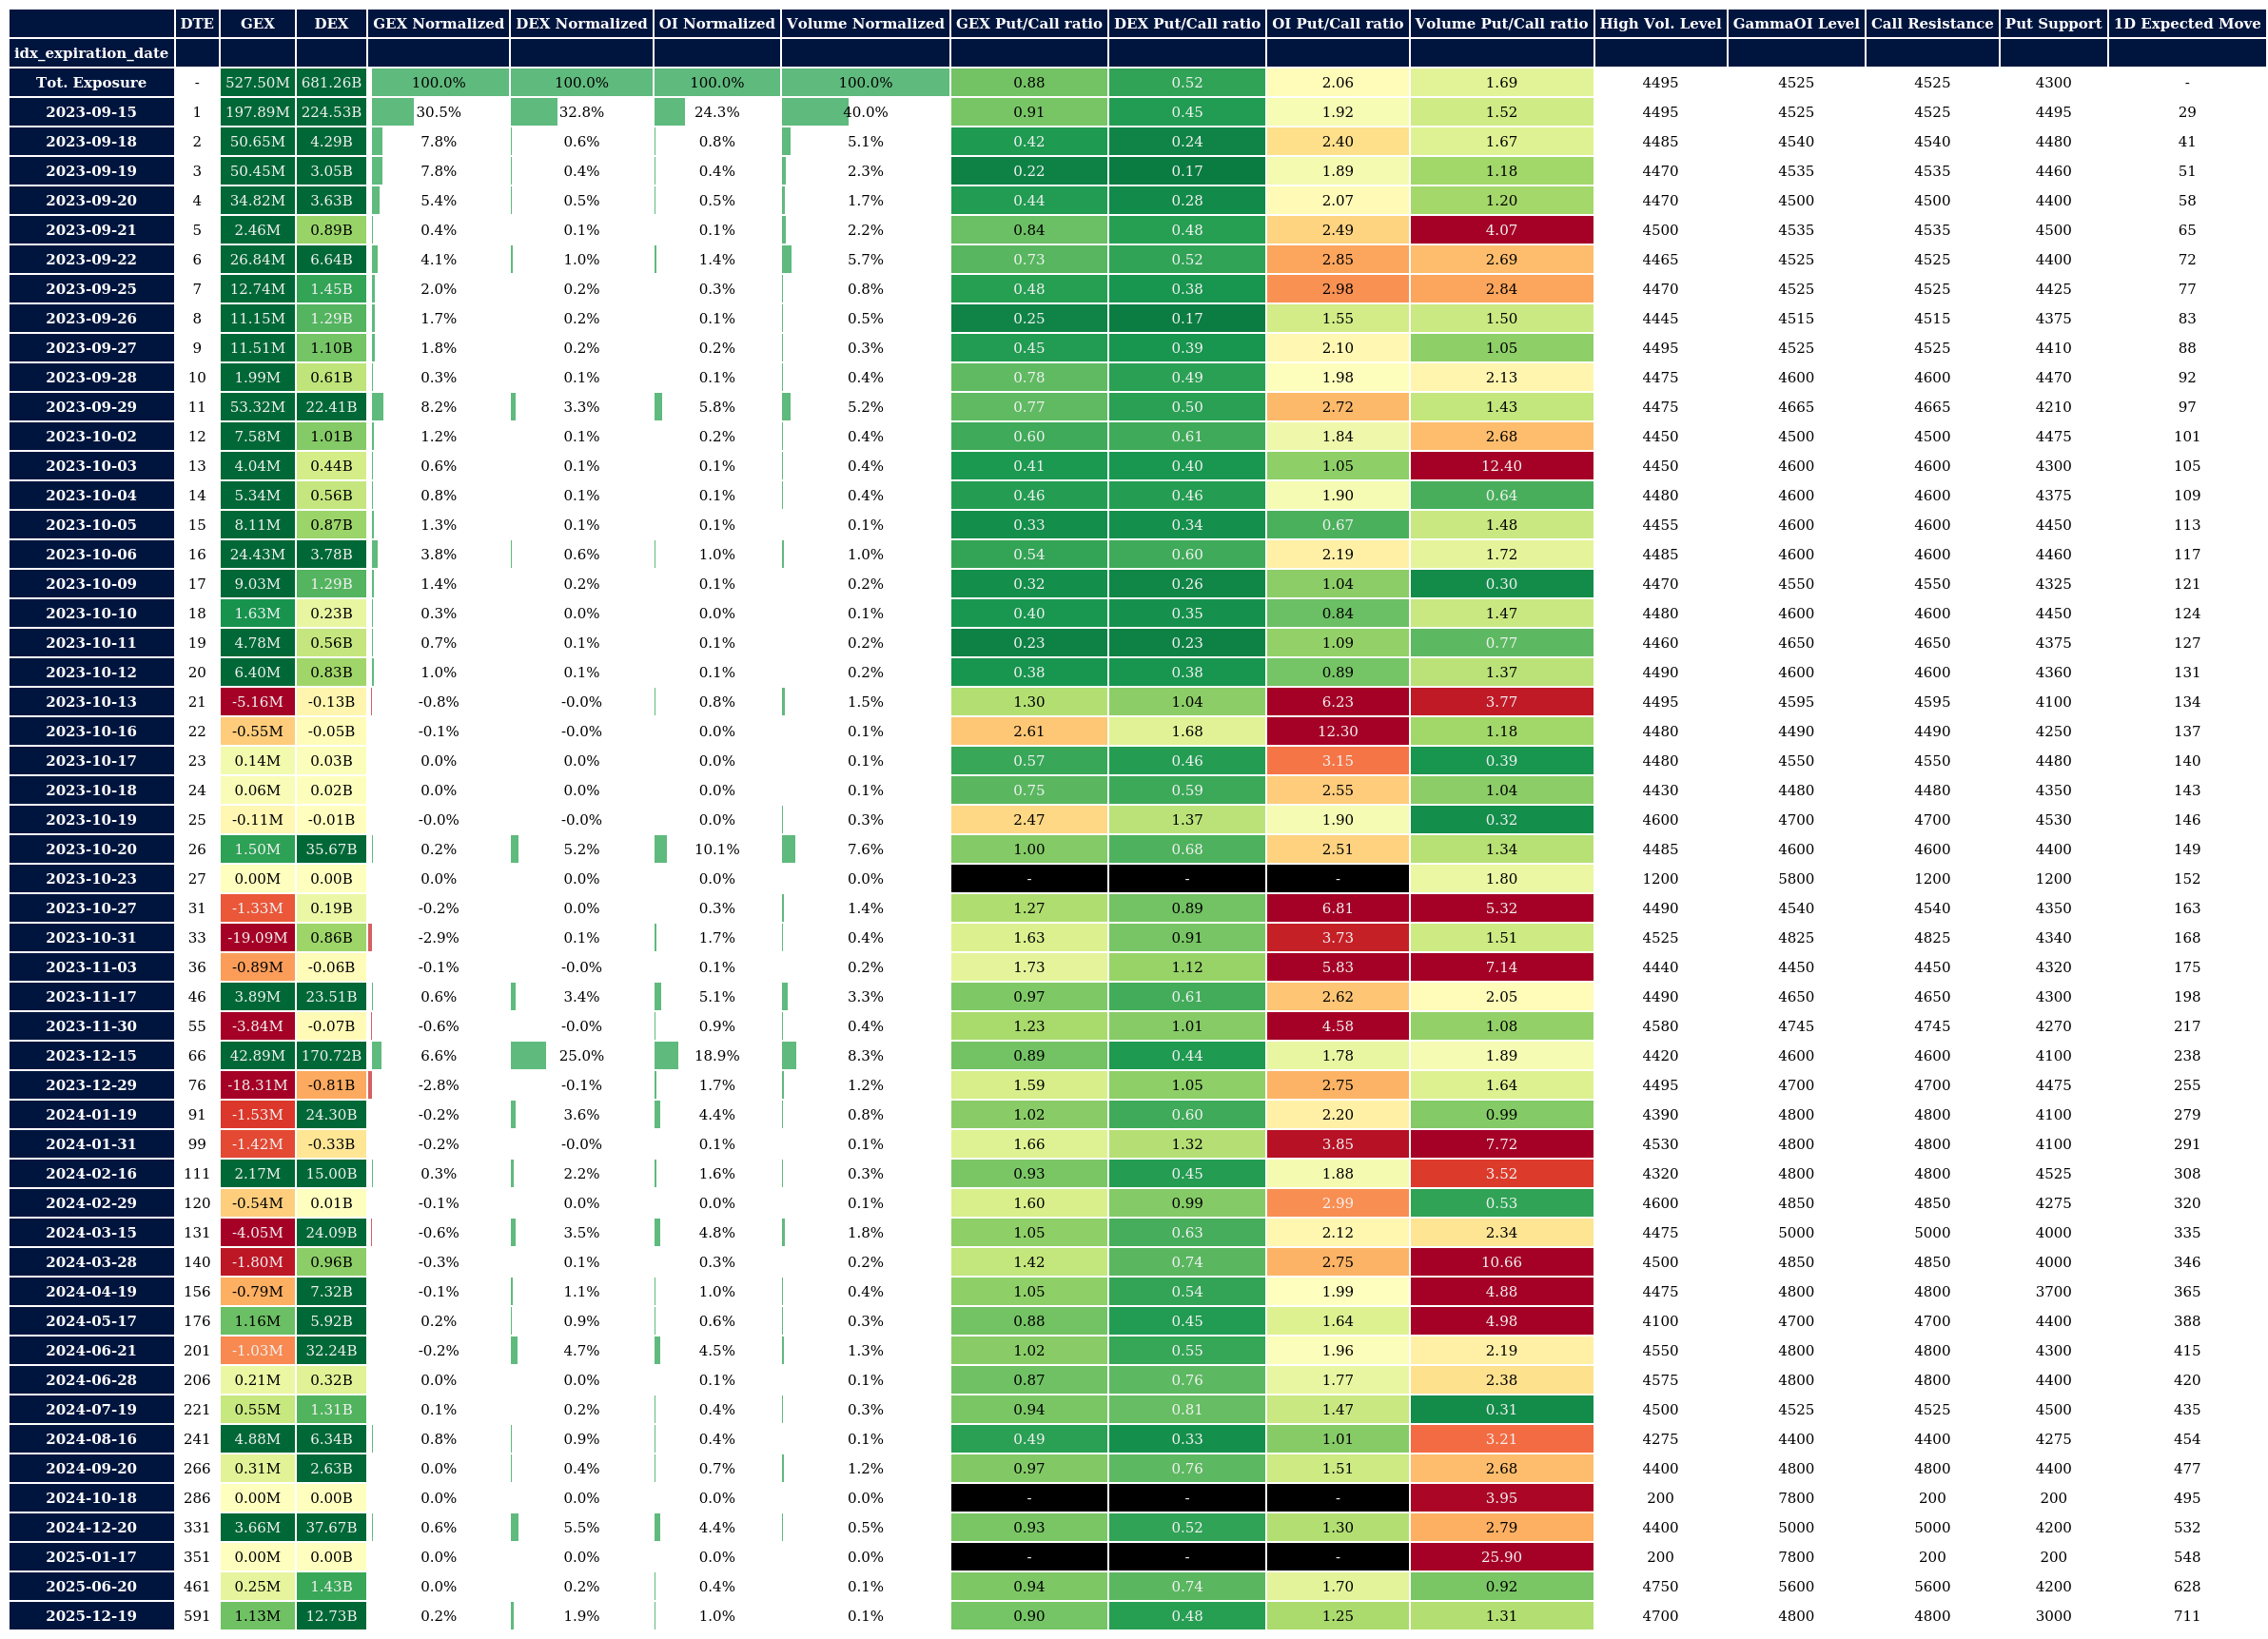 DTE GEX DEX GEX Normalized DEX Normalized OI Normalized Volume Normalized GEX Put/Call ratio DEX Put/Call ratio OI Put/Call ratio Volume Put/Call ratio High Vol. Level GammaOI Level Call Resistance Put Support 1D Expected Move
idx_expiration_date
Tot. Exposure - 527.50M 681.26B 100.0% 100.0% 100.0% 100.0% 0.88 0.52 2.06 1.69 4495 4525 4525 4300 -
2023-09-15 1 197.89M 224.53B 30.5% 32.8% 24.3% 40.0% 0.91 0.45 1.92 1.52 4495 4525 4525 4495 29
2023-09-18 2 50.65M 4.29B 7.8% 0.6% 0.8% 5.1% 0.42 0.24 2.40 1.67 4485 4540 4540 4480 41
2023-09-19 3 50.45M 3.05B 7.8% 0.4% 0.4% 2.3% 0.22 0.17 1.89 1.18 4470 4535 4535 4460 51
2023-09-20 4 34.82M 3.63B 5.4% 0.5% 0.5% 1.7% 0.44 0.28 2.07 1.20 4470 4500 4500 4400 58
2023-09-21 5 2.46M 0.89B 0.4% 0.1% 0.1% 2.2% 0.84 0.48 2.49 4.07 4500 4535 4535 4500 65
2023-09-22 6 26.84M 6.64B 4.1% 1.0% 1.4% 5.7% 0.73 0.52 2.85 2.69 4465 4525 4525 4400 72
2023-09-25 7 12.74M 1.45B 2.0% 0.2% 0.3% 0.8% 0.48 0.38 2.98 2.84 4470 4525 4525 4425 77
2023-09-26 8 11.15M 1.29B 1.7% 0.2% 0.1% 0.5% 0.25 0.17 1.55 1.50 4445 4515 4515 4375 83
2023-09-27 9 11.51M 1.10B 1.8% 0.2% 0.2% 0.3% 0.45 0.39 2.10 1.05 4495 4525 4525 4410 88
2023-09-28 10 1.99M 0.61B 0.3% 0.1% 0.1% 0.4% 0.78 0.49 1.98 2.13 4475 4600 4600 4470 92
2023-09-29 11 53.32M 22.41B 8.2% 3.3% 5.8% 5.2% 0.77 0.50 2.72 1.43 4475 4665 4665 4210 97
2023-10-02 12 7.58M 1.01B 1.2% 0.1% 0.2% 0.4% 0.60 0.61 1.84 2.68 4450 4500 4500 4475 101
2023-10-03 13 4.04M 0.44B 0.6% 0.1% 0.1% 0.4% 0.41 0.40 1.05 12.40 4450 4600 4600 4300 105
2023-10-04 14 5.34M 0.56B 0.8% 0.1% 0.1% 0.4% 0.46 0.46 1.90 0.64 4480 4600 4600 4375 109
2023-10-05 15 8.11M 0.87B 1.3% 0.1% 0.1% 0.1% 0.33 0.34 0.67 1.48 4455 4600 4600 4450 113
2023-10-06 16 24.43M 3.78B 3.8% 0.6% 1.0% 1.0% 0.54 0.60 2.19 1.72 4485 4600 4600 4460 117
2023-10-09 17 9.03M 1.29B 1.4% 0.2% 0.1% 0.2% 0.32 0.26 1.04 0.30 4470 4550 4550 4325 121
2023-10-10 18 1.63M 0.23B 0.3% 0.0% 0.0% 0.1% 0.40 0.35 0.84 1.47 4480 4600 4600 4450 124
2023-10-11 19 4.78M 0.56B 0.7% 0.1% 0.1% 0.2% 0.23 0.23 1.09 0.77 4460 4650 4650 4375 127
2023-10-12 20 6.40M 0.83B 1.0% 0.1% 0.1% 0.2% 0.38 0.38 0.89 1.37 4490 4600 4600 4360 131
2023-10-13 21 -5.16M -0.13B -0.8% -0.0% 0.8% 1.5% 1.30 1.04 6.23 3.77 4495 4595 4595 4100 134
2023-10-16 22 -0.55M -0.05B -0.1% -0.0% 0.0% 0.1% 2.61 1.68 12.30 1.18 4480 4490 4490 4250 137
2023-10-17 23 0.14M 0.03B 0.0% 0.0% 0.0% 0.1% 0.57 0.46 3.15 0.39 4480 4550 4550 4480 140
2023-10-18 24 0.06M 0.02B 0.0% 0.0% 0.0% 0.1% 0.75 0.59 2.55 1.04 4430 4480 4480 4350 143
2023-10-19 25 -0.11M -0.01B -0.0% -0.0% 0.0% 0.3% 2.47 1.37 1.90 0.32 4600 4700 4700 4530 146
2023-10-20 26 1.50M 35.67B 0.2% 5.2% 10.1% 7.6% 1.00 0.68 2.51 1.34 4485 4600 4600 4400 149
2023-10-23 27 0.00M 0.00B 0.0% 0.0% 0.0% 0.0% - - - 1.80 1200 5800 1200 1200 152
2023-10-27 31 -1.33M 0.19B -0.2% 0.0% 0.3% 1.4% 1.27 0.89 6.81 5.32 4490 4540 4540 4350 163
2023-10-31 33 -19.09M 0.86B -2.9% 0.1% 1.7% 0.4% 1.63 0.91 3.73 1.51 4525 4825 4825 4340 168
2023-11-03 36 -0.89M -0.06B -0.1% -0.0% 0.1% 0.2% 1.73 1.12 5.83 7.14 4440 4450 4450 4320 175
2023-11-17 46 3.89M 23.51B 0.6% 3.4% 5.1% 3.3% 0.97 0.61 2.62 2.05 4490 4650 4650 4300 198
2023-11-30 55 -3.84M -0.07B -0.6% -0.0% 0.9% 0.4% 1.23 1.01 4.58 1.08 4580 4745 4745 4270 217
2023-12-15 66 42.89M 170.72B 6.6% 25.0% 18.9% 8.3% 0.89 0.44 1.78 1.89 4420 4600 4600 4100 238
2023-12-29 76 -18.31M -0.81B -2.8% -0.1% 1.7% 1.2% 1.59 1.05 2.75 1.64 4495 4700 4700 4475 255
2024-01-19 91 -1.53M 24.30B -0.2% 3.6% 4.4% 0.8% 1.02 0.60 2.20 0.99 4390 4800 4800 4100 279
2024-01-31 99 -1.42M -0.33B -0.2% -0.0% 0.1% 0.1% 1.66 1.32 3.85 7.72 4530 4800 4800 4100 291
2024-02-16 111 2.17M 15.00B 0.3% 2.2% 1.6% 0.3% 0.93 0.45 1.88 3.52 4320 4800 4800 4525 308
2024-02-29 120 -0.54M 0.01B -0.1% 0.0% 0.0% 0.1% 1.60 0.99 2.99 0.53 4600 4850 4850 4275 320
2024-03-15 131 -4.05M 24.09B -0.6% 3.5% 4.8% 1.8% 1.05 0.63 2.12 2.34 4475 5000 5000 4000 335
2024-03-28 140 -1.80M 0.96B -0.3% 0.1% 0.3% 0.2% 1.42 0.74 2.75 10.66 4500 4850 4850 4000 346
2024-04-19 156 -0.79M 7.32B -0.1% 1.1% 1.0% 0.4% 1.05 0.54 1.99 4.88 4475 4800 4800 3700 365
2024-05-17 176 1.16M 5.92B 0.2% 0.9% 0.6% 0.3% 0.88 0.45 1.64 4.98 4100 4700 4700 4400 388
2024-06-21 201 -1.03M 32.24B -0.2% 4.7% 4.5% 1.3% 1.02 0.55 1.96 2.19 4550 4800 4800 4300 415
2024-06-28 206 0.21M 0.32B 0.0% 0.0% 0.1% 0.1% 0.87 0.76 1.77 2.38 4575 4800 4800 4400 420
2024-07-19 221 0.55M 1.31B 0.1% 0.2% 0.4% 0.3% 0.94 0.81 1.47 0.31 4500 4525 4525 4500 435
2024-08-16 241 4.88M 6.34B 0.8% 0.9% 0.4% 0.1% 0.49 0.33 1.01 3.21 4275 4400 4400 4275 454
2024-09-20 266 0.31M 2.63B 0.0% 0.4% 0.7% 1.2% 0.97 0.76 1.51 2.68 4400 4800 4800 4400 477
2024-10-18 286 0.00M 0.00B 0.0% 0.0% 0.0% 0.0% - - - 3.95 200 7800 200 200 495
2024-12-20 331 3.66M 37.67B 0.6% 5.5% 4.4% 0.5% 0.93 0.52 1.30 2.79 4400 5000 5000 4200 532
2025-01-17 351 0.00M 0.00B 0.0% 0.0% 0.0% 0.0% - - - 25.90 200 7800 200 200 548
2025-06-20 461 0.25M 1.43B 0.0% 0.2% 0.4% 0.1% 0.94 0.74 1.70 0.92 4750 5600 5600 4200 628
2025-12-19 591 1.13M 12.73B 0.2% 1.9% 1.0% 0.1% 0.90 0.48 1.25 1.31 4700 4800 4800 3000 711